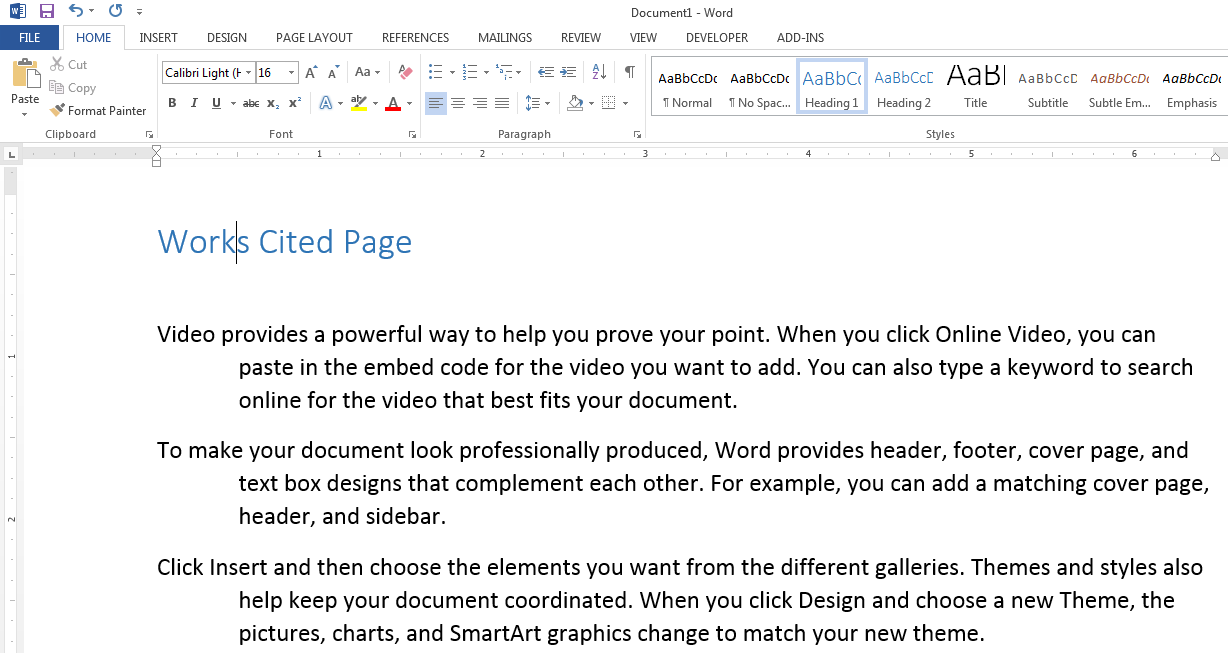 Document1 - Word
FILE HOME INSERT DESIGN PAGE LAYOUT REFERENCES MAILINGS REVIEW VIEW DEVELOPER ADD-INS
Paste
Cut
Copy
Format Painter
Clipboard
Calibri Light (H 16
Font
Paragraph
AaBbCcDc AaBbCcDc AaBbC( AaBbCcD AaBl AaBbCcD AaBbCcDc AaBbCcDc
¶ Normal ¶ No Spac... Heading 1 Heading 2 Title Subtitle Subtle Em... Emphasis
Styles
1 2 3 4 5 6
Works Cited Page
Video provides a powerful way to help you prove your point. When you click Online Video, you can
paste in the embed code for the video you want to add. You can also type a keyword to search
online for the video that best fits your document.
To make your document look professionally produced, Word provides header, footer, cover page, and
text box designs that complement each other. For example, you can add a matching cover page,
header, and sidebar.
Click Insert and then choose the elements you want from the different galleries. Themes and styles also
help keep your document coordinated. When you click Design and choose a new Theme, the
pictures, charts, and SmartArt graphics change to match your new theme.